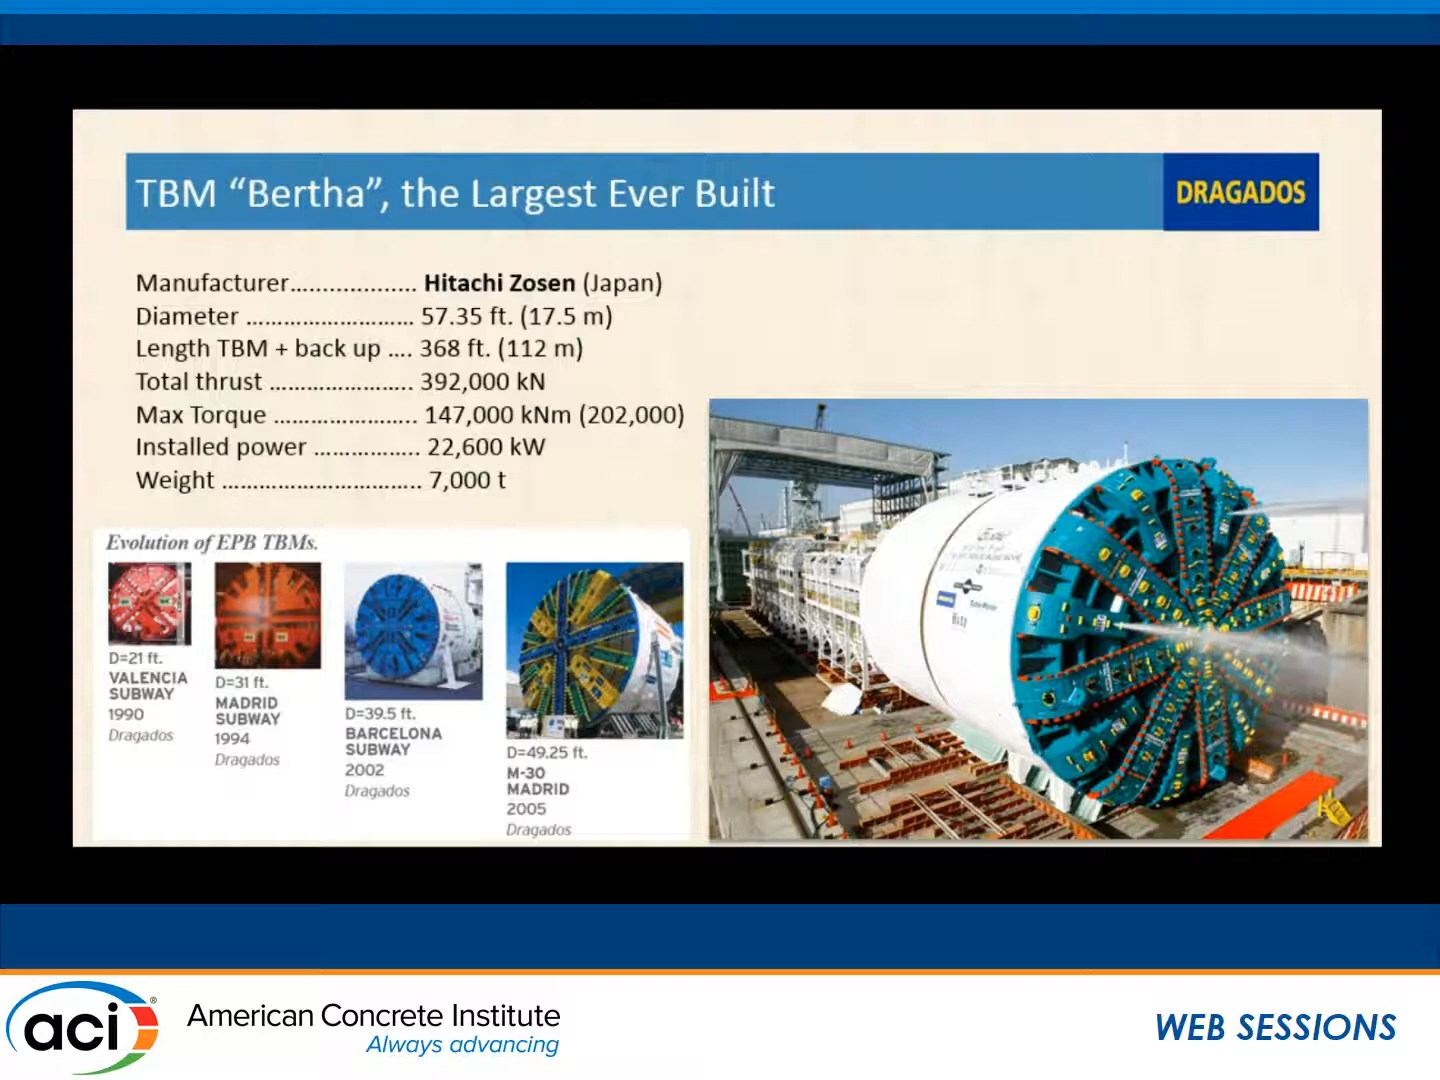 TBM “Bertha”, the Largest Ever Built
DRAGADOS
Manufacturer................... Hitachi Zosen (Japan)
Diameter ........................... 57.35 ft. (17.5 m)
Length TBM + back up .... 368 ft. (112 m)
Total thrust ....................... 392,000 kN
Max Torque ....................... 147,000 kNm (202,000)
Installed power ................. 22,600 kW
Weight ................................ 7,000 t
Evolution of EPB TBMs.
D=21 ft.
VALENCIA
SUBWAY
1990
Dragados
D=31 ft.
MADRID
SUBWAY
1994
Dragados
D=39.5 ft.
BARCELONA
SUBWAY
2002
Dragados
D=49.25 ft.
M-30
MADRID
2005
Dragados
aci®
American Concrete Institute
Always advancing
WEB SESSIONS